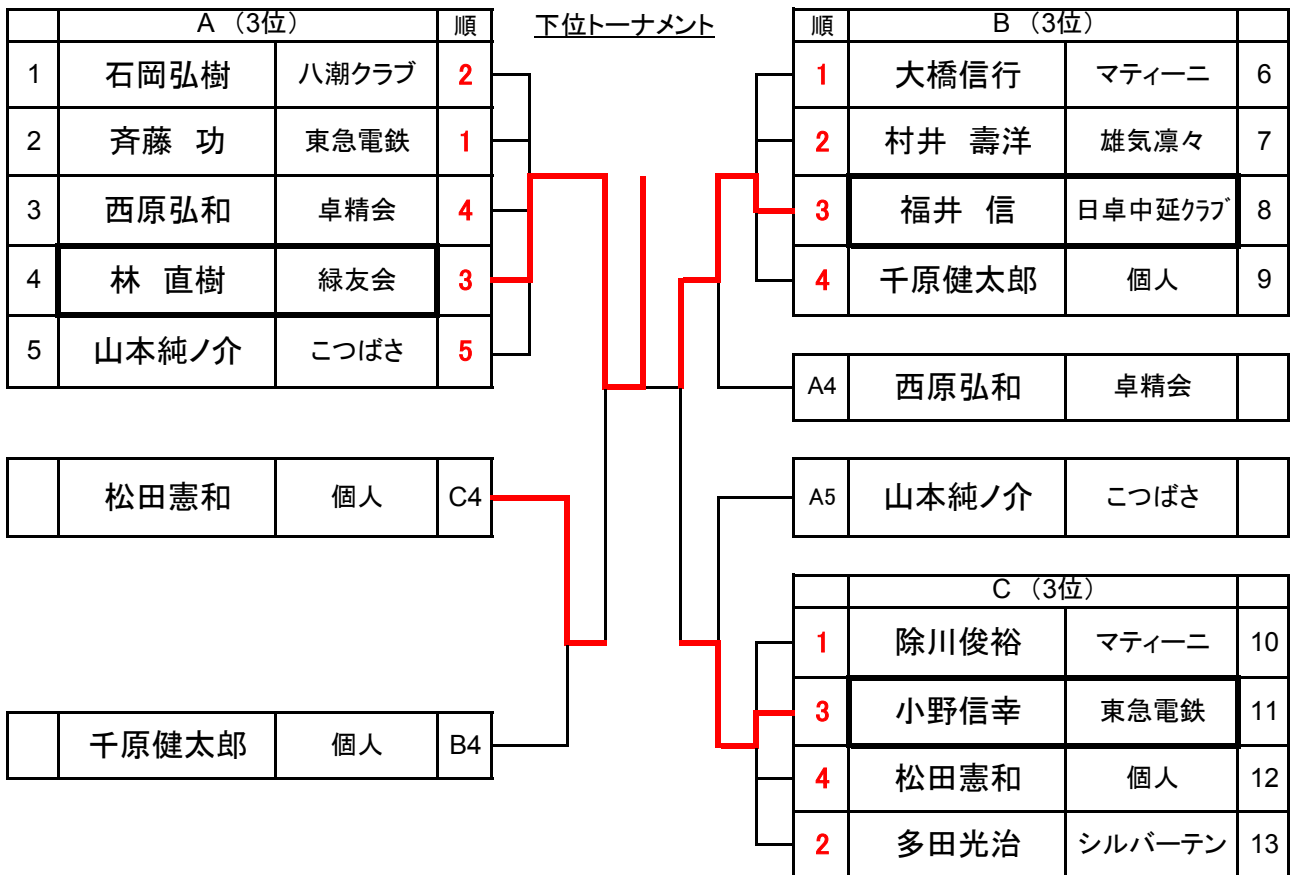 下位トーナメント
A （3位） 順
1 石岡弘樹 八潮クラブ 2
2 斉藤 功 東急電鉄 1
3 西原弘和 卓精会 4
4 林 直樹 緑友会 3
5 山本純ノ介 こつばさ 5
松田憲和 個人 C4
千原健太郎 個人 B4
順 B （3位）
1 大橋信行 マティーニ 6
2 村井 壽洋 雄気凛々 7
3 福井 信 日卓中延クラブ 8
4 千原健太郎 個人 9
A4 西原弘和 卓精会
A5 山本純ノ介 こつばさ
C （3位）
1 除川俊裕 マティーニ 10
3 小野信幸 東急電鉄 11
4 松田憲和 個人 12
2 多田光治 シルバーテン 13